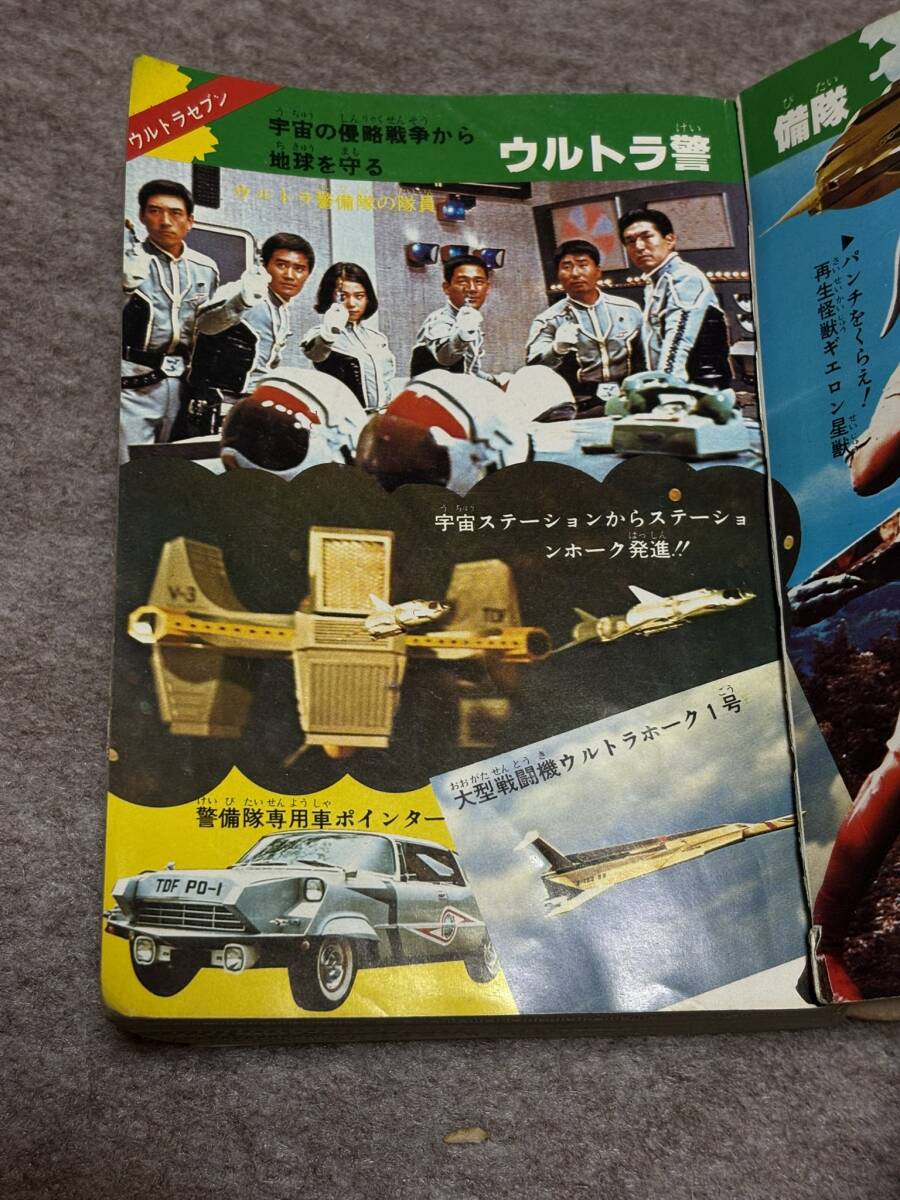 ウルトラセブン
宇宙の侵略戦争から
地球を守る
ウルトラ警備隊
ウルトラ警備隊の隊員
▶パンチをくらえ!
再生怪獣ギエロン星獣
宇宙ステーションからステーショ
ンホーク発進!!
V-3
TDF
大型戦闘機ウルトラホーク1号
警備隊専用車ポインター
TDF PO-1